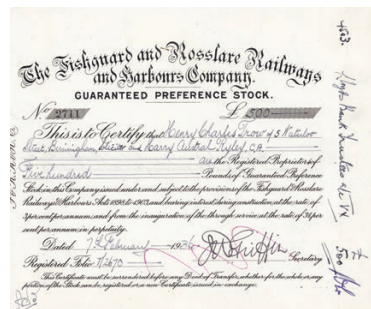 The Fishguard and Rosslare Railways
and Harbours Company.
GUARANTEED PREFERENCE STOCK.
No 2711 £ 500
This is to Certify that Henry Charles Trow of 3 Waterloo
Street, Birmingham, and Harry Austral Ryley, C.A.
are the Registered Proprietors of
Five hundred Pounds of Guaranteed Preference
Stock in the Company issued under and subject to the provisions of the Fishguard & Rosslare
Railways & Harbours Acts 1893 to 1903, and bearing interest during construction, at the rate of
3 per cent per annum, and from the inauguration of the through service at the rate of 3½ per
cent per annum in perpetuity.
Dated 7th February 1936
Secretary
Registered Folio
This Certificate must be surrendered before any Deed of Transfer, whether for the whole or any
portion of the Stock can be registered or a new Certificate issued in exchange.